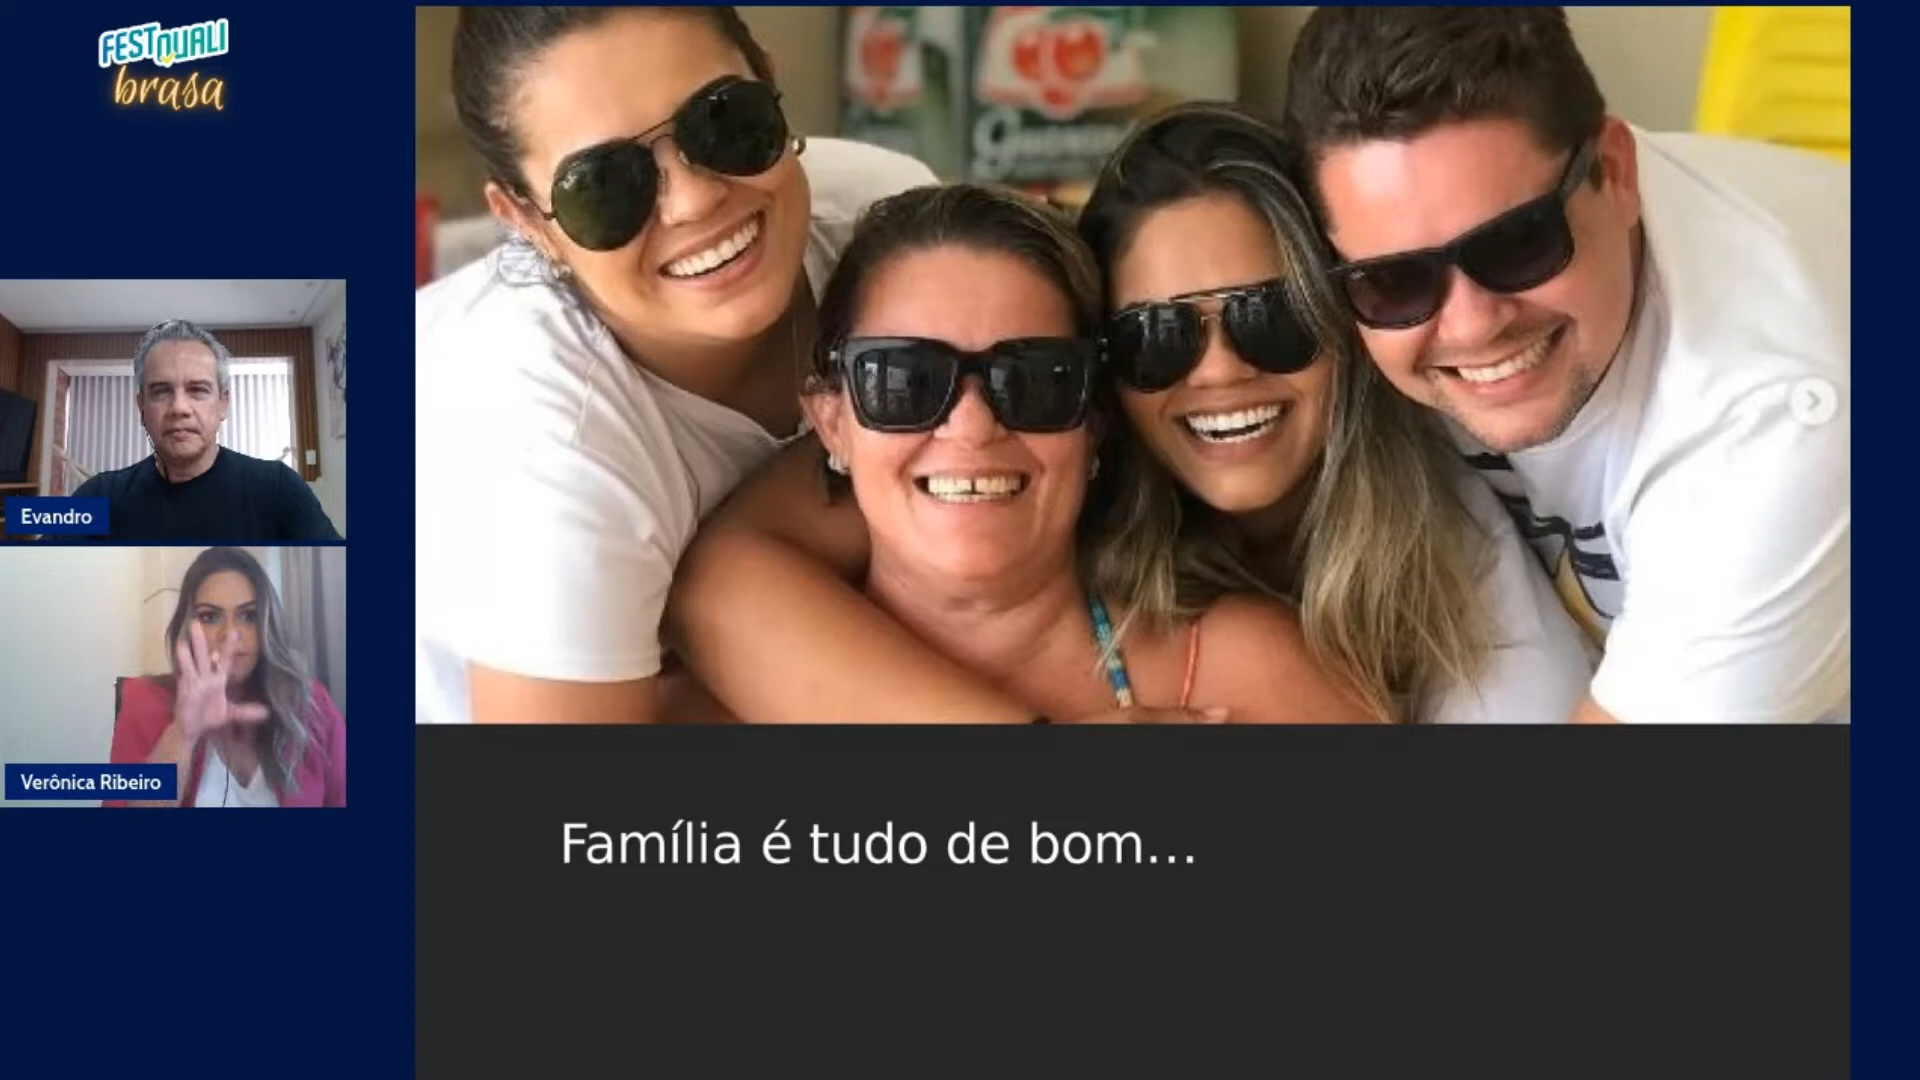 FESTQUALI
brasa
Evandro
Verônica Ribeiro
Família é tudo de bom...